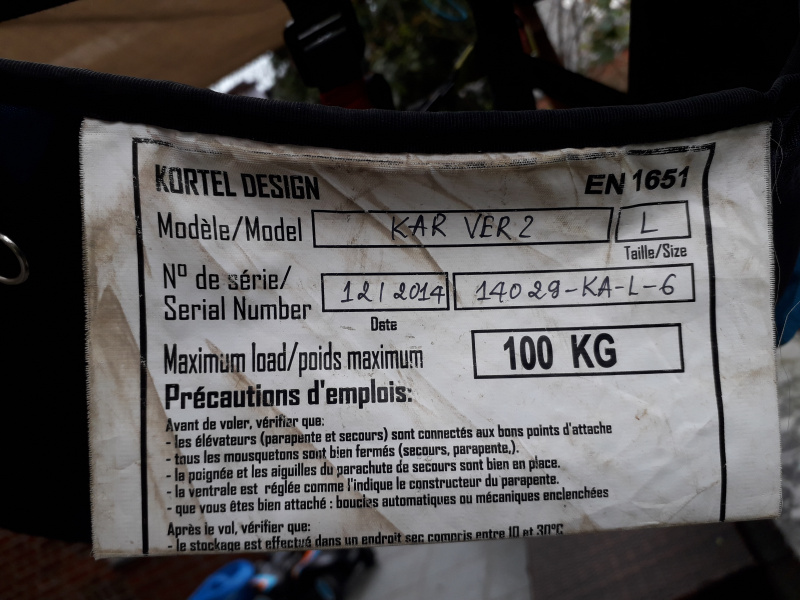 KORTEL DESIGN EN 1651
Modèle/Model KAR VER 2 L
Taille/Size
Nº de série/
Serial Number 12/2014 14029-KA-L-6
Date
Maximum load/poids maximum 100 KG
Précautions d'emplois:
Avant de voler, vérifier que:
- les élévateurs (parapente et secours) sont connectés aux bons points d'attache
- tous les mousquetons sont bien fermés (secours, parapente,).
- la poignée et les aiguilles du parachute de secours sont bien en place.
- la ventrale est réglée comme l'indique le constructeur du parapente.
- que vous êtes bien attaché : boucles automatiques ou mécaniques enclenchées
Après le vol, vérifier que:
- le stockage est effectué dans un endroit sec compris entre 10 et 30°C